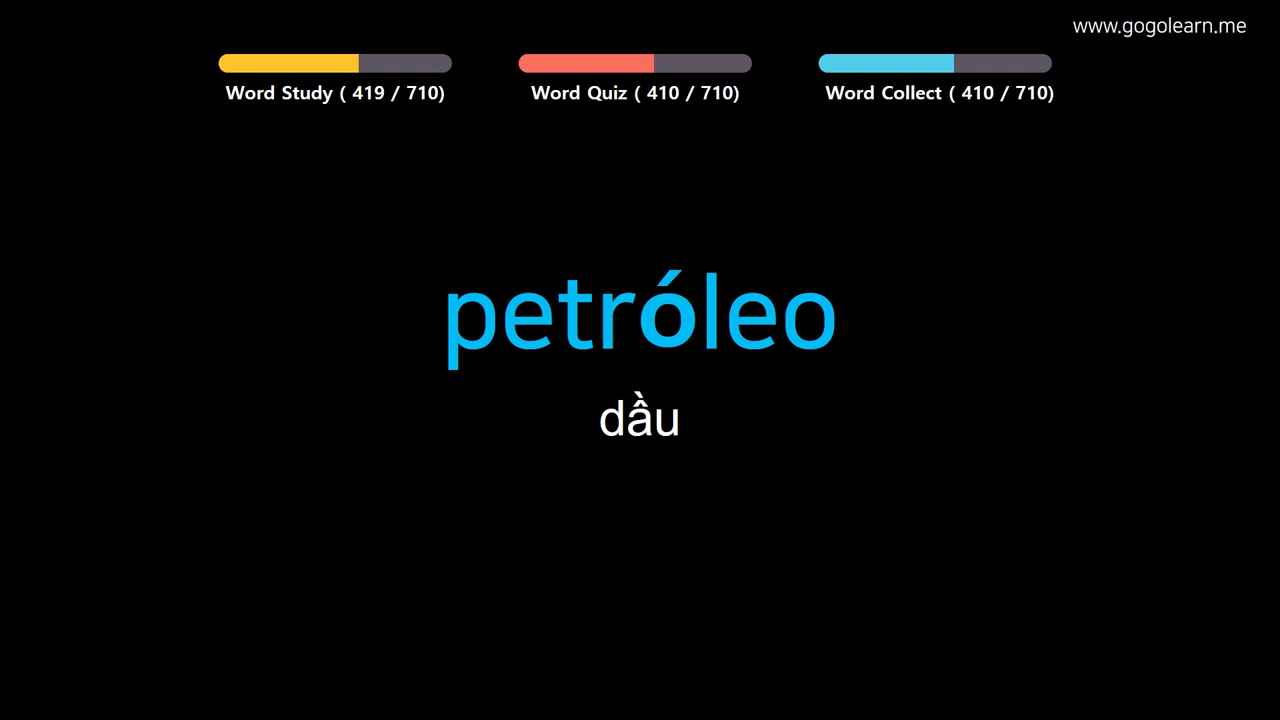 www.gogolearn.me
Word Study ( 419 / 710)
Word Quiz ( 410 / 710)
Word Collect ( 410 / 710)
petróleo
dầu